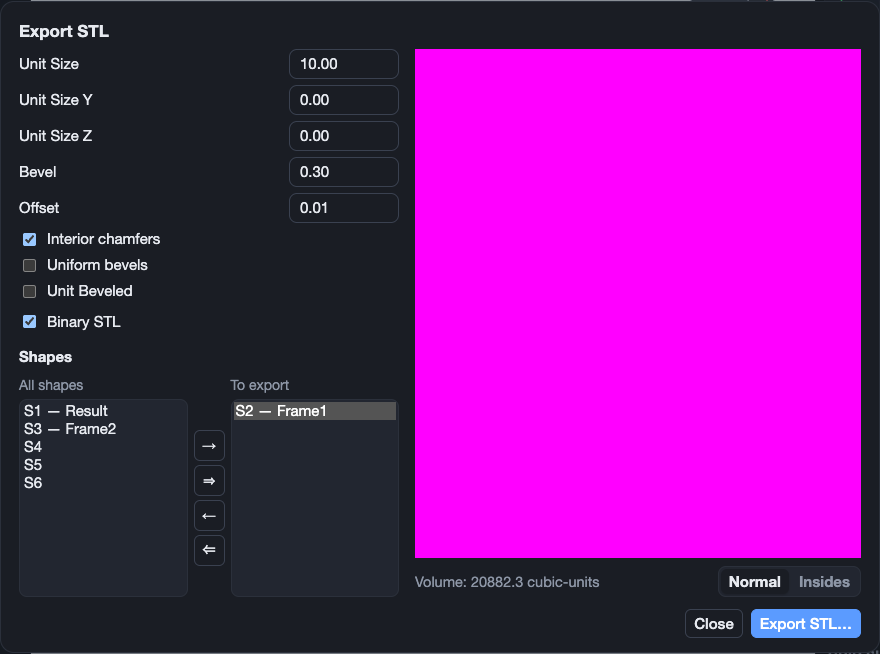 Export STL
Unit Size 10.00
Unit Size Y 0.00
Unit Size Z 0.00
Bevel 0.30
Offset 0.01
Interior chamfers
Uniform bevels
Unit Beveled
Binary STL
Shapes
All shapes
S1 — Result
S3 — Frame2
S4
S5
S6
→
⇒
←
⇐
To export
S2 — Frame1
Volume: 20882.3 cubic-units
Normal Insides
Close Export STL...